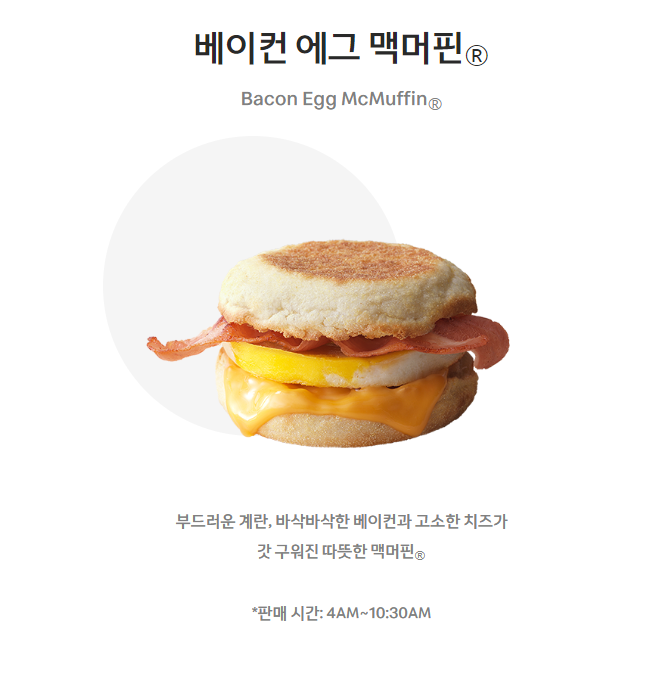 베이컨 에그 맥머핀®
Bacon Egg McMuffin®
부드러운 계란, 바삭바삭한 베이컨과 고소한 치즈가
갓 구워진 따뜻한 맥머핀®
*판매 시간: 4AM~10:30AM